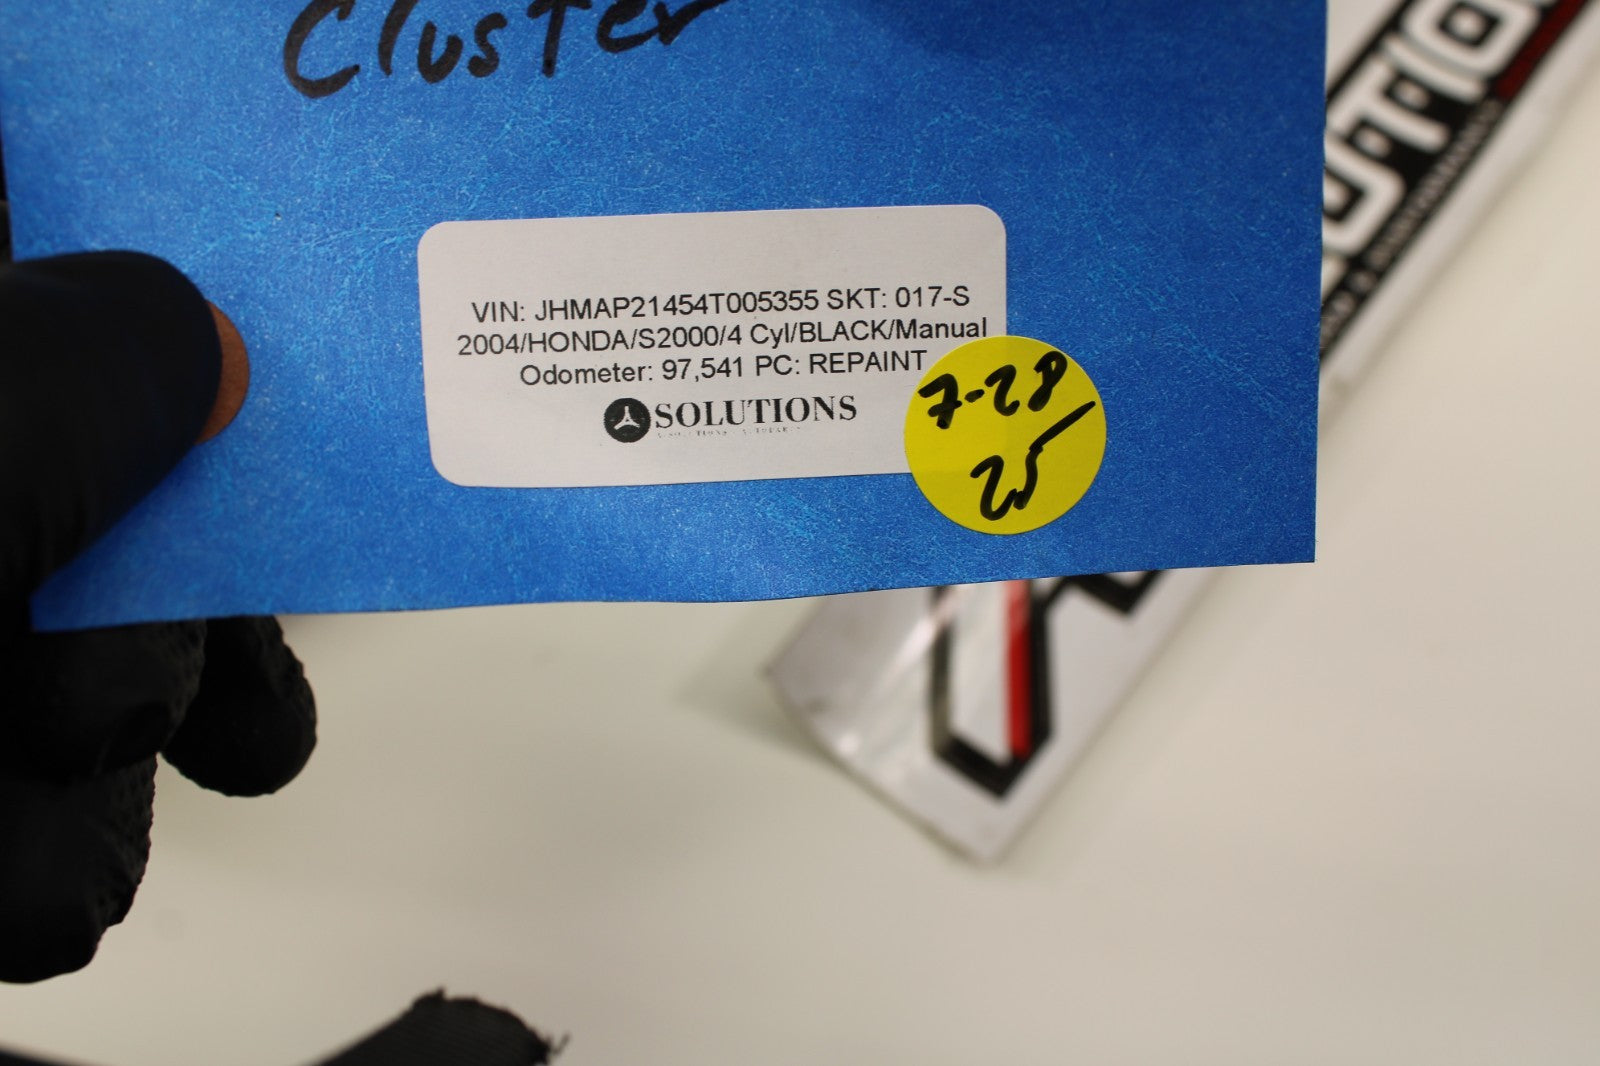 Cluster
VIN: JHMAP21454T005355 SKT: 017-S
2004/HONDA/S2000/4 Cyl/BLACK/Manual
Odometer: 97,541 PC: REPAINT
SOLUTIONS
7-28
25